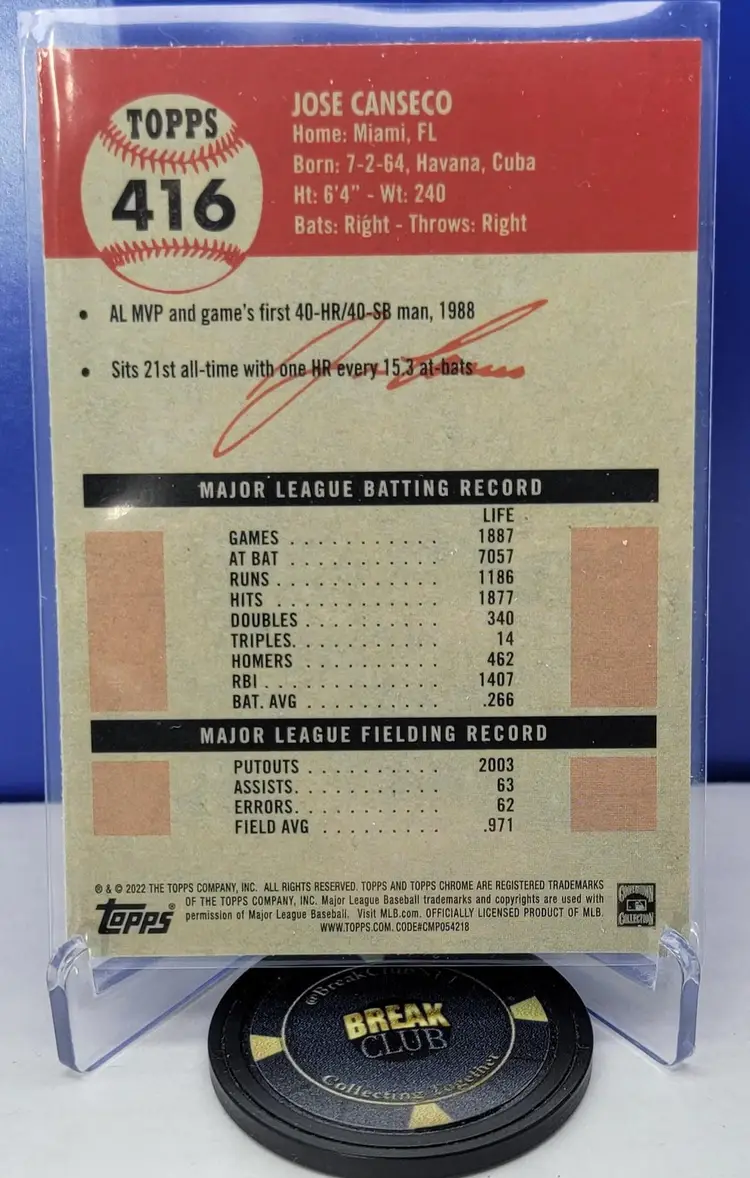 TOPPS
416
JOSE CANSECO
Home: Miami, FL
Born: 7-2-64, Havana, Cuba
Ht: 6'4" - Wt: 240
Bats: Right - Throws: Right
• AL MVP and game's first 40-HR/40-SB man, 1988
• Sits 21st all-time with one HR every 15.3 at-bats
MAJOR LEAGUE BATTING RECORD
LIFE
GAMES . . . . . . . . . . . 1887
AT BAT . . . . . . . . . . . 7057
RUNS . . . . . . . . . . . . 1186
HITS . . . . . . . . . . . . 1877
DOUBLES . . . . . . . . . 340
TRIPLES. . . . . . . . . . 14
HOMERS . . . . . . . . . 462
RBI . . . . . . . . . . . . . 1407
BAT. AVG . . . . . . . . . .266
MAJOR LEAGUE FIELDING RECORD
PUTOUTS . . . . . . . . . 2003
ASSISTS. . . . . . . . . . 63
ERRORS. . . . . . . . . . 62
FIELD AVG . . . . . . . . .971
® & © 2022 THE TOPPS COMPANY, INC. ALL RIGHTS RESERVED. TOPPS AND TOPPS CHROME ARE REGISTERED TRADEMARKS
OF THE TOPPS COMPANY, INC. Major League Baseball trademarks and copyrights are used with
permission of Major League Baseball. Visit MLB.com. OFFICIALLY LICENSED PRODUCT OF MLB.
WWW.TOPPS.COM. CODE#CMP054218
topps®
COOPERSTOWN
COLLECTION
BREAK
CLUB
Collecting Together